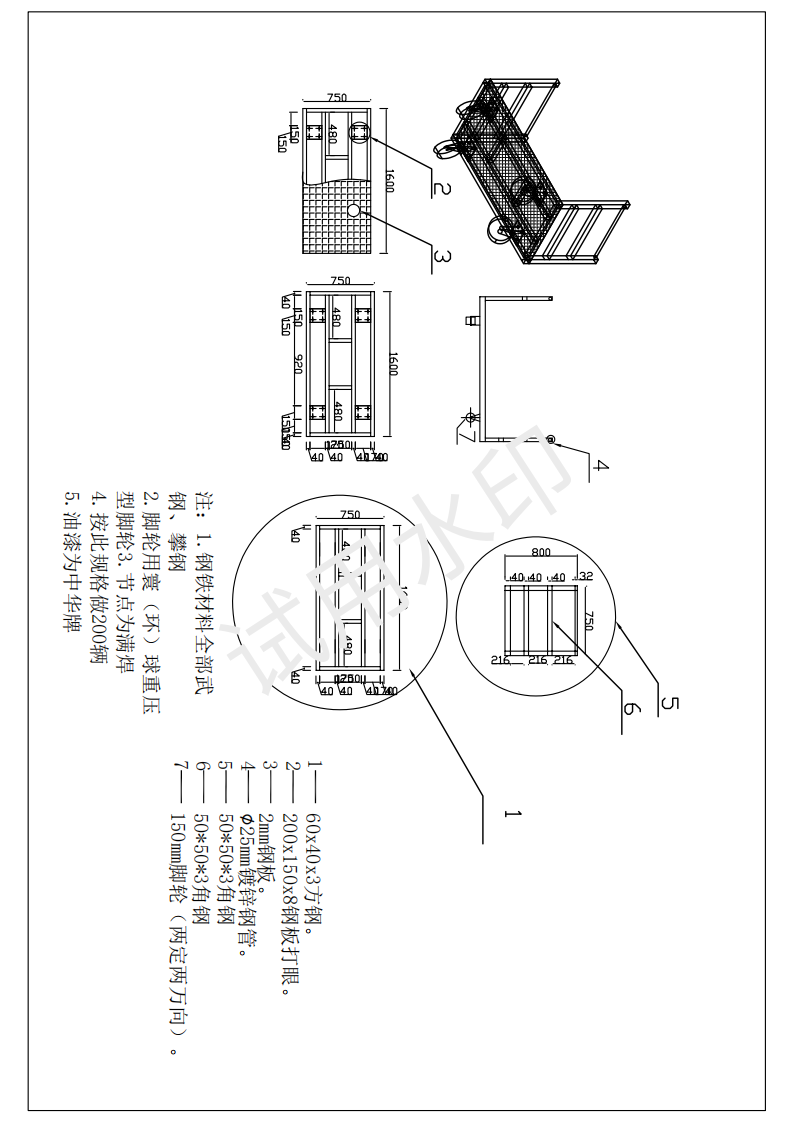 750
1600
480
150
150
2
3
750
1600
480
480
40
150
150
920
40
40
40
4
7
750
40
40
40
40
1
800
40
40
40
32
750
216
216
216
5
6
注：1.钢铁材料全部武
钢、攀钢
2.脚轮用寰（环）球重压
型脚轮3.节点为满焊
4.按此规格做200辆
5.油漆为中华牌
1——60x40x3方钢。
2——200x150x8钢板打眼。
3——2mm钢板。
4——Φ25mm镀锌钢管。
5——50*50*3角钢
6——50*50*3角钢
7——150mm脚轮（两定两万向）。
试用水印